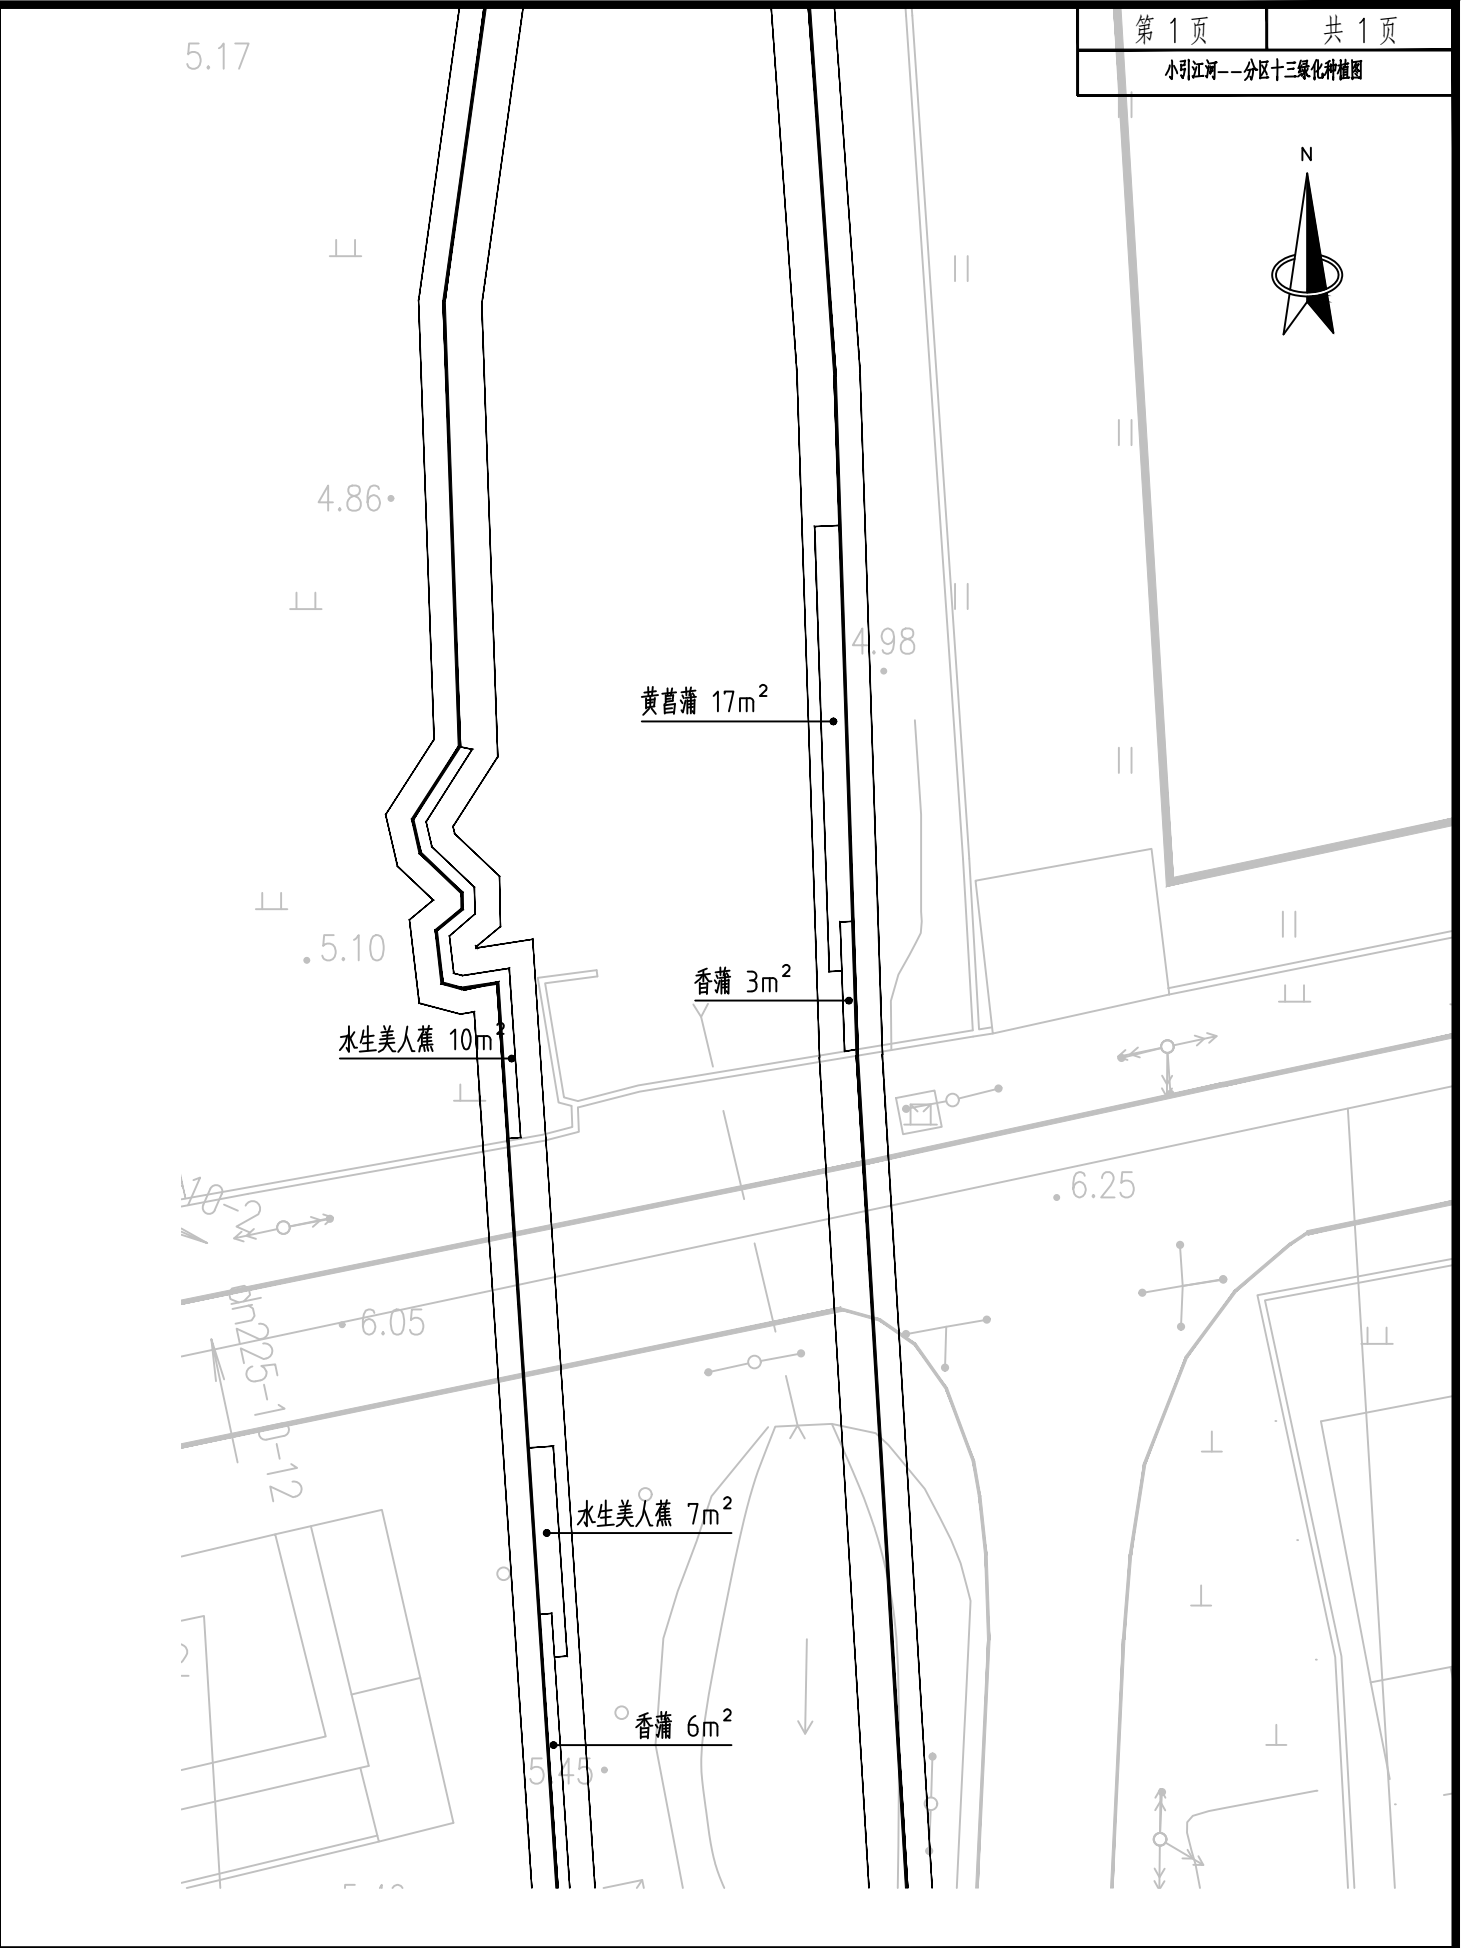 第 1 页 共 1 页
小引江河--分区十三绿化种植图
5.17
N
4.86
4.98
黄菖蒲 17m²
5.10
香蒲 3m²
水生美人蕉 10m²
6.25
10-2
6.05
pn225-10-12
水生美人蕉 7m²
香蒲 6m²
5.45